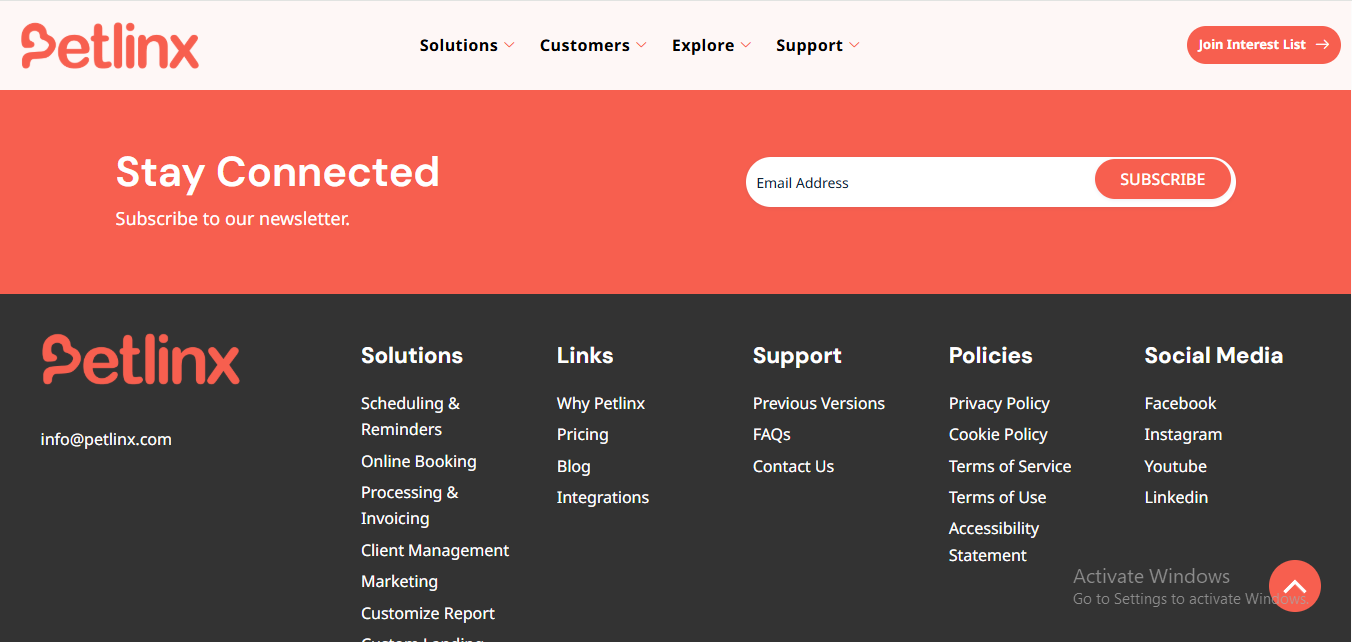 Petlinx
Solutions
Customers
Explore
Support
Join Interest List
Stay Connected
Subscribe to our newsletter.
Email Address
SUBSCRIBE
Petlinx
info@petlinx.com
Solutions
Scheduling &
Reminders
Online Booking
Processing &
Invoicing
Client Management
Marketing
Customize Report
Links
Why Petlinx
Pricing
Blog
Integrations
Support
Previous Versions
FAQs
Contact Us
Policies
Privacy Policy
Cookie Policy
Terms of Service
Terms of Use
Accessibility
Statement
Social Media
Facebook
Instagram
Youtube
Linkedin
Activate Windows
Go to Settings to activate Windows.